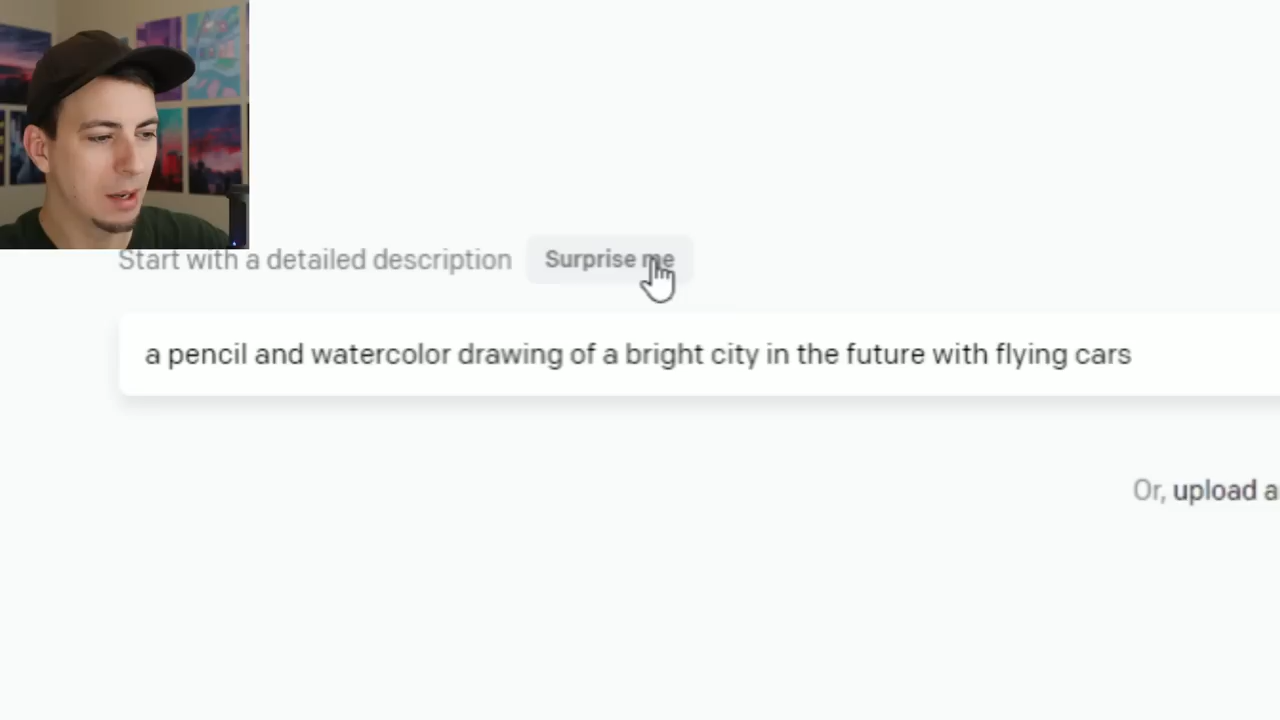 Start with a detailed description Surprise me
a pencil and watercolor drawing of a bright city in the future with flying cars
Or, upload a